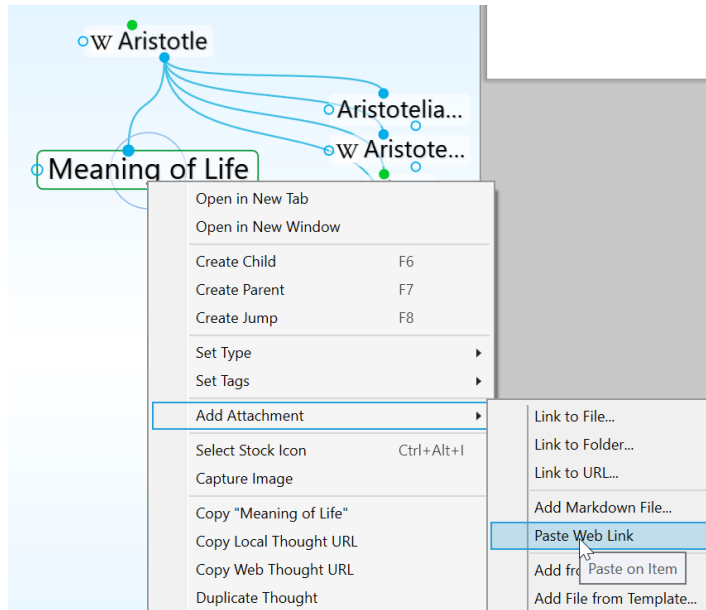 W Aristotle
Aristotelia...
W Aristote...
Meaning of Life
Open in New Tab
Open in New Window
Create Child F6
Create Parent F7
Create Jump F8
Set Type
Set Tags
Add Attachment
Select Stock Icon Ctrl+Alt+I
Capture Image
Copy "Meaning of Life"
Copy Local Thought URL
Copy Web Thought URL
Duplicate Thought
Link to File...
Link to Folder...
Link to URL...
Add Markdown File...
Paste Web Link
Add
Paste on Item
Add File from Template...